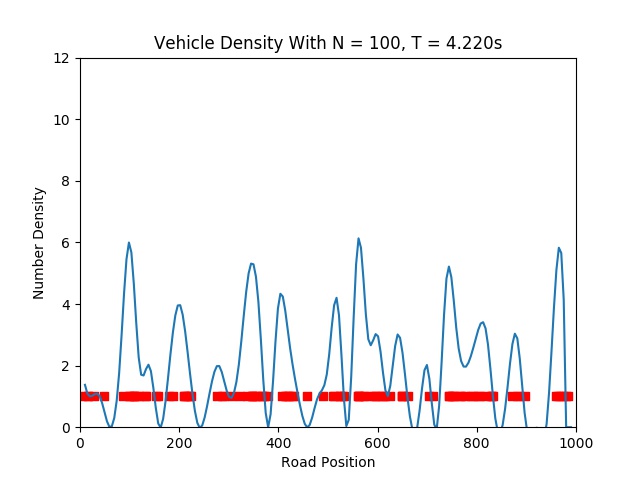 Vehicle Density With N = 100, T = 4.220s
12
10
8
6
4
2
0
Number Density
0 200 400 600 800 1000
Road Position